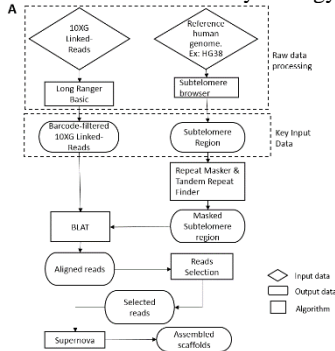 A
10XG
Linked-
Reads
Reference
human
genome.
Ex: HG38
Raw data
processing
Long Ranger
Basic
Subtelomere
browser
Barcode-filtered
10XG Linked-
Reads
Subtelomere
Region
Key Input
Data
Repeat Masker &
Tandem Repeat
Finder
BLAT
Masked
Subtelomere
region
Aligned reads
Reads
Selection
Selected
reads
Supernova
Assembled
scaffolds
Input data
Output data
Algorithm